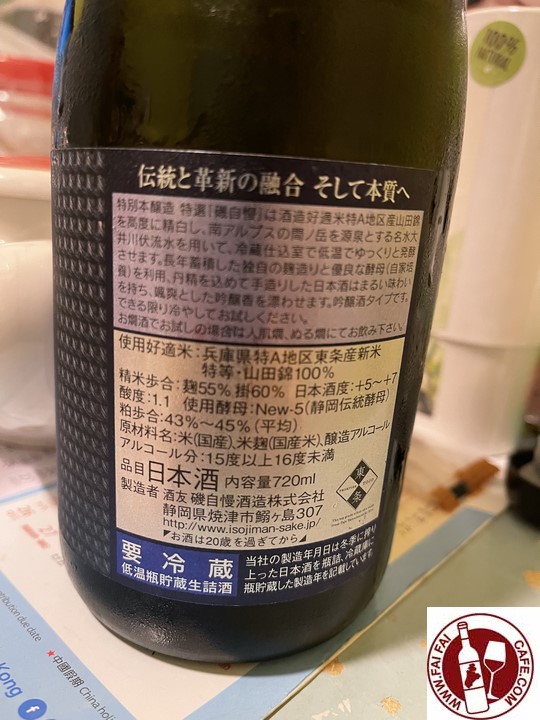 100%
NATURAL
伝統と革新の融合 そして本質へ
特別本醸造 特選「磯自慢」は酒造好適米特A地区産山田錦
を高度に精白し、南アルプスの間ノ岳を源泉とする名水大
井川伏流水を用いて、冷蔵仕込室で低温でゆっくりと発酵
させます。長年蓄積した独自の麹造りと優良な酵母(自家培
養)を利用、丹精を込めて手造りした日本酒はまるい味わい
を持ち、颯爽とした吟醸香を漂わせます。吟醸酒タイプです。
できる限り冷やしてお試しください。
お燗酒でお試しの場合は人肌燗、ぬる燗にてお飲み下さい。
使用好適米:兵庫県特A地区東条産新米
特等・山田錦100%
精米歩合:麹55% 掛60% 日本酒度:+5~+7
酸度:1.1 使用酵母:New-5(静岡伝統酵母)
粕歩合:43%~45%(平均)
原材料名:米(国産)、米麹(国産米)、醸造アルコール
アルコール分:15度以上16度未満
品目 日本酒 内容量720ml
製造者 酒友 磯自慢酒造株式会社
静岡県焼津市鰯ヶ島307
http://www.isojiman-sake.jp/
お酒は20歳を過ぎてから
東条
要冷蔵
低温瓶貯蔵生詰酒
当社の製造年月日は冬季に搾り
上った日本酒を瓶詰、冷蔵庫に
瓶貯蔵した製造年を記載しています
ntribution due date
★中國假期 China holi
Kong
WWW.FAIFAICAFE.COM